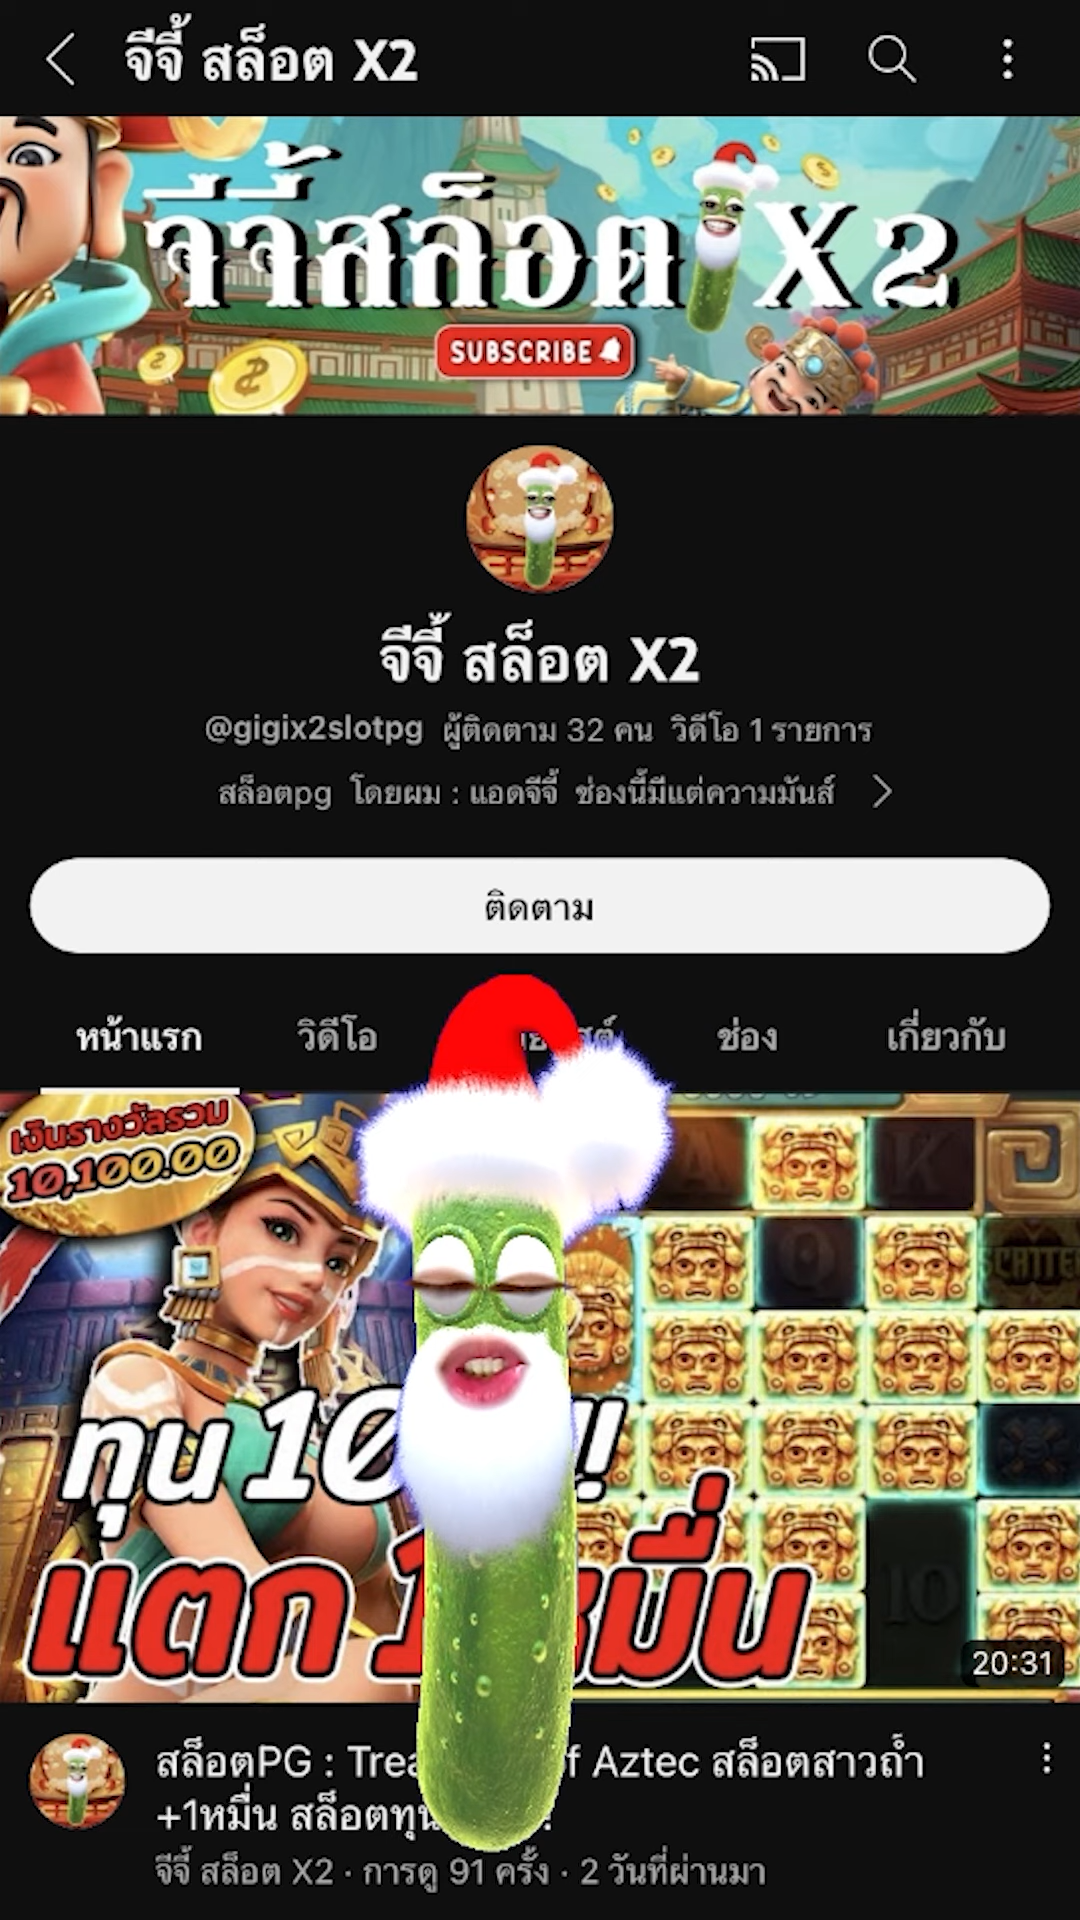 จีจี้ สล็อต X2
จีจี้สล็อต X2
SUBSCRIBE
จีจี้ สล็อต X2
@gigix2slotpg ผู้ติดตาม 32 คน วิดีโอ 1 รายการ
สล็อตpg โดยผม : แอดจีจี้ ช่องนี้มีแต่ความมันส์
ติดตาม
หน้าแรก วิดีโอ ช่อง เกี่ยวกับ
เงินรางวัลรวม
10,100.00
A K
Q
ทุน 10 !!
แตก 1 หมื่น
10
20:31
สล็อตPG : Trea f Aztec สล็อตสาวถ้ำ
+1หมื่น สล็อตทุน !
จีจี้ สล็อต X2 · การดู 91 ครั้ง · 2 วันที่ผ่านมา